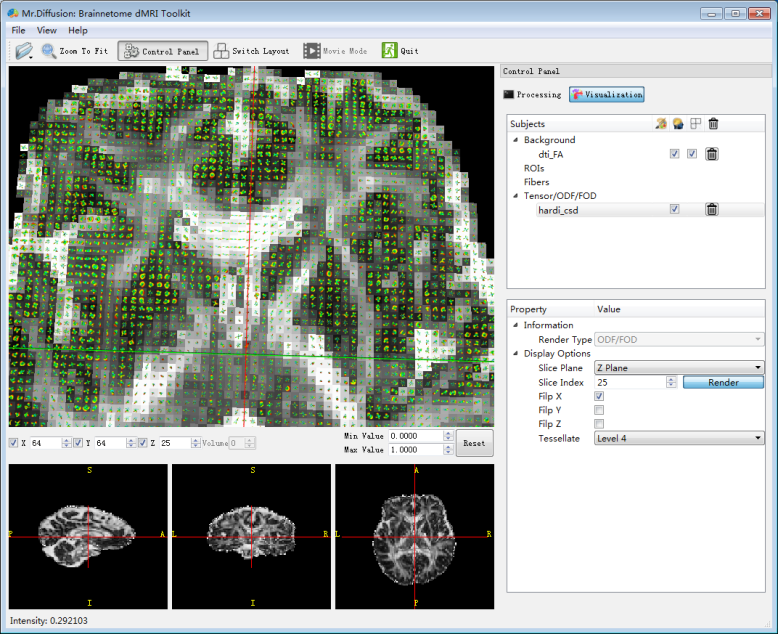 Mr.Diffusion: Brainnetome dMRI Toolkit
File View Help
Zoom To Fit Control Panel Switch Layout Movie Mode Quit
Control Panel
Processing Visualization
Subjects
Background
dti_FA
ROIs
Fibers
Tensor/ODF/FOD
hardi_csd
Property Value
Information
Render Type ODF/FOD
Display Options
Slice Plane Z Plane
Slice Index 25 Render
Filp X
Filp Y
Filp Z
Tessellate Level 4
X 64 Y 64 Z 25 Volume 0
Min Value 0.0000
Max Value 1.0000
Reset
S S A
P A L R L R
I I P
Intensity: 0.292103